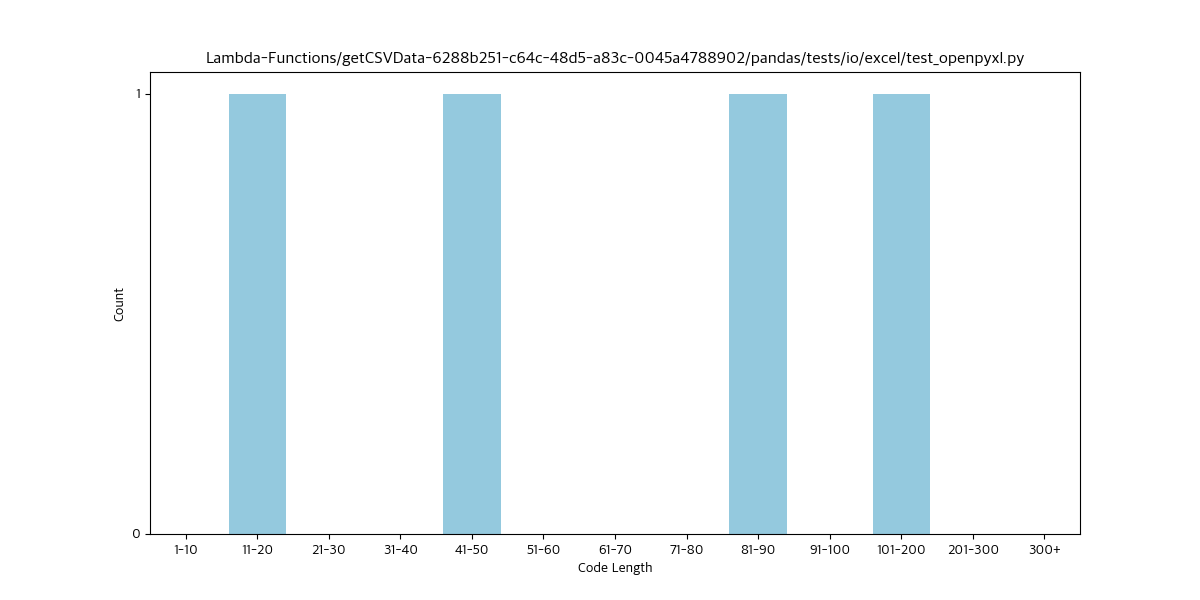 Lambda-Functions/getCSVData-6288b251-c64c-48d5-a83c-0045a4788902/pandas/tests/io/excel/test_openpyxl.py
1
Count
0
1-10 11-20 21-30 31-40 41-50 51-60 61-70 71-80 81-90 91-100 101-200 201-300 300+
Code Length